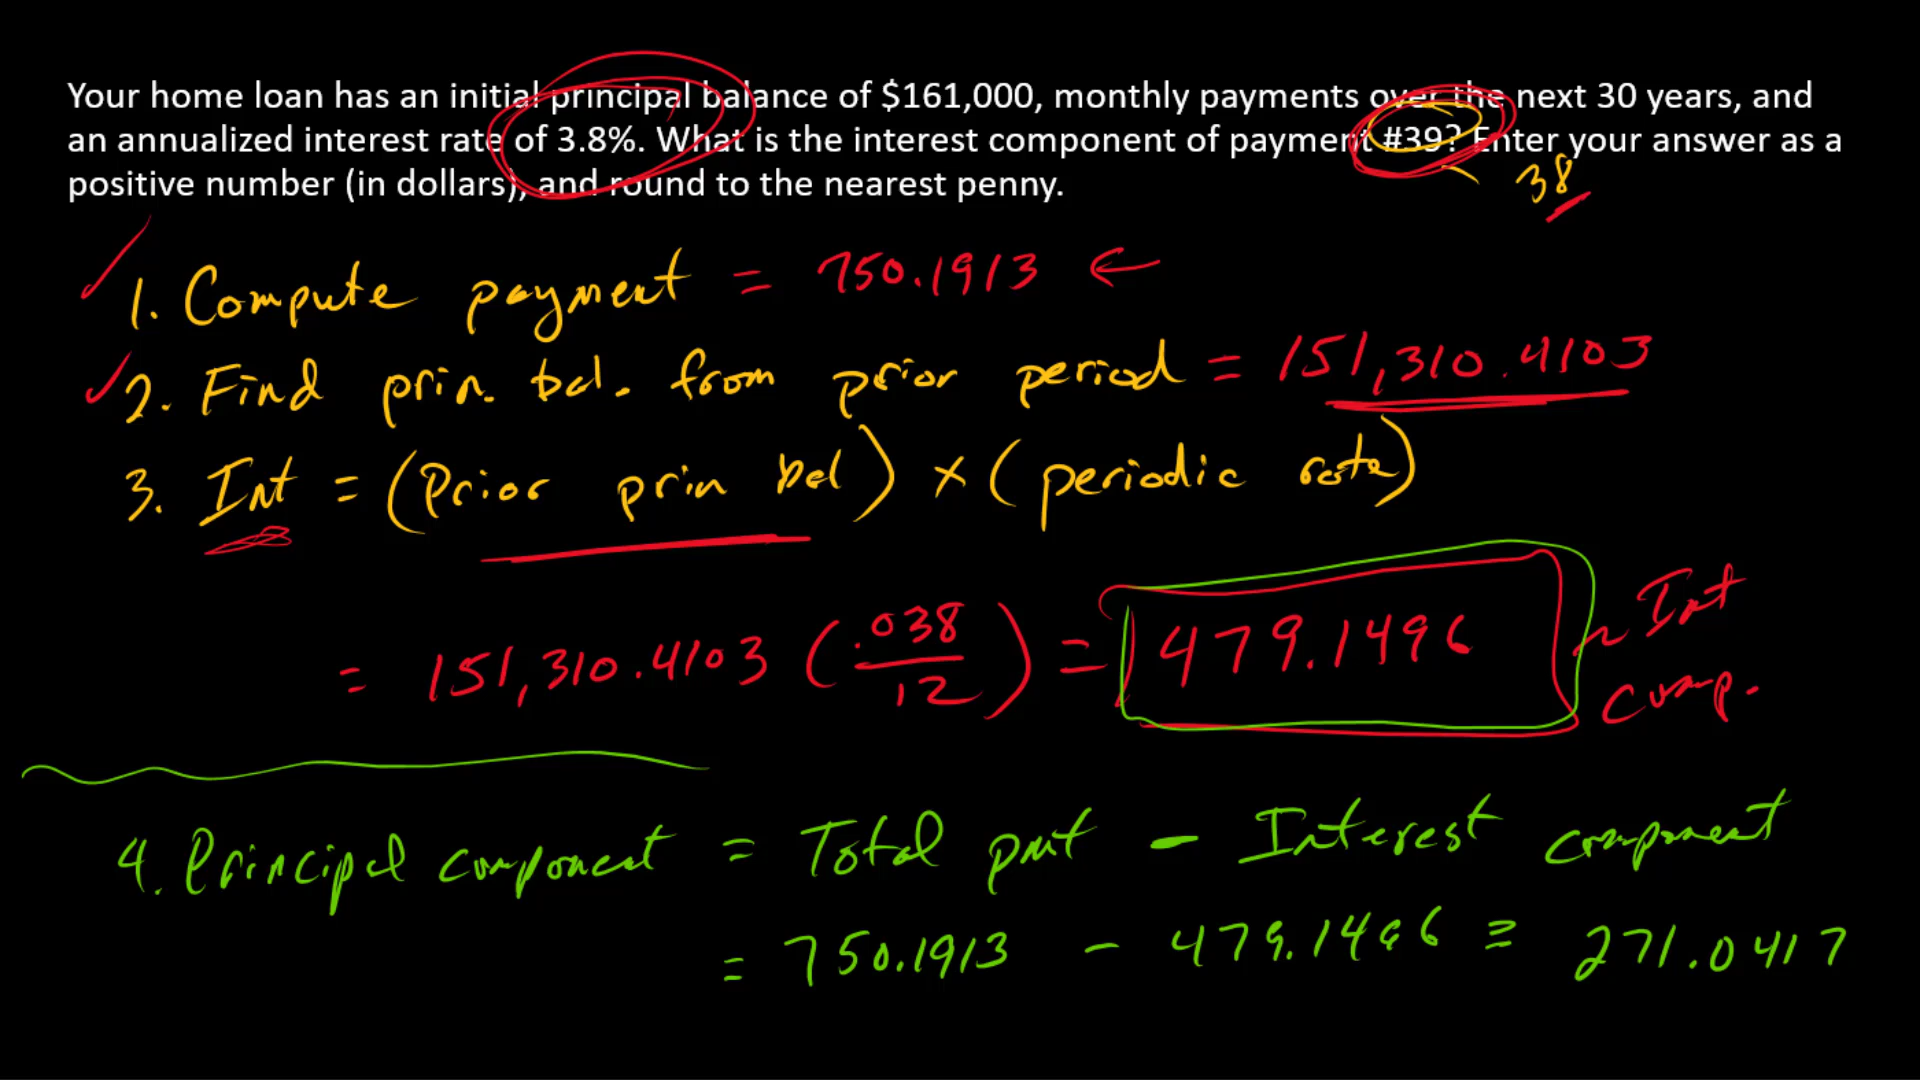 Your home loan has an initial principal balance of $161,000, monthly payments over the next 30 years, and
an annualized interest rate of 3.8%. What is the interest component of payment #39? Enter your answer as a
positive number (in dollars), and round to the nearest penny.
38
1. Compute payment = 750.1913 ←
2. Find prin. bal. from prior period = 151,310.4103
3. Int = (Prior prin bal) × (periodic rate)
= 151,310.4103 (.038/12) = 479.1496 ~ Int
Comp.
4. Principal component = Total pmt - Interest component
= 750.1913 - 479.1496 = 271.0417